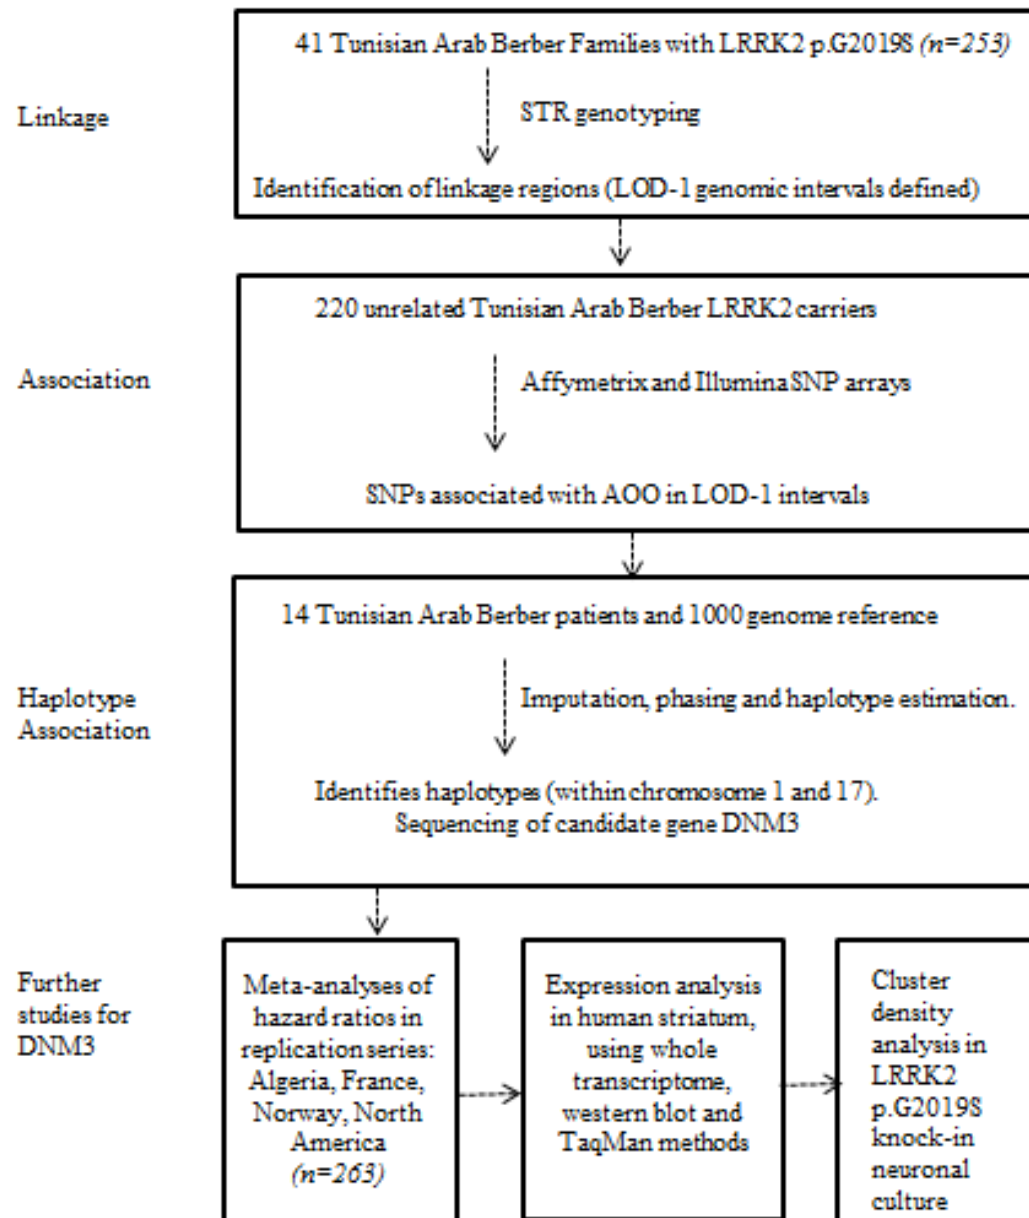 41 Tunisian Arab Berber Families with LRRK2 p.G2019S (n=253)
Linkage
STR genotyping
Identification of linkage regions (LOD-1 genomic intervals defined)
220 unrelated Tunisian Arab Berber LRRK2 carriers
Association
Affymetrix and Illumina SNP arrays
SNPs associated with AOO in LOD-1 intervals
14 Tunisian Arab Berber patients and 1000 genome reference
Haplotype
Association
Imputation, phasing and haplotype estimation.
Identifies haplotypes (within chromosome 1 and 17).
Sequencing of candidate gene DNM3
Further
studies for
DNM3
Meta-analyses of
hazard ratios in
replication series:
Algeria, France,
Norway, North
America
(n=263)
Expression analysis
in human striatum,
using whole
transcriptome,
western blot and
TaqMan methods
Cluster
density
analysis in
LRRK2
p.G2019S
knock-in
neuronal
culture